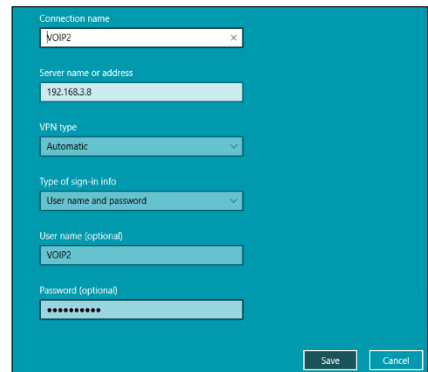 Connection name
VOIP2
Server name or address
192.168.3.8
VPN type
Automatic
Type of sign-in info
User name and password
User name (optional)
VOIP2
Password (optional)
●●●●●●●●●●
Save Cancel